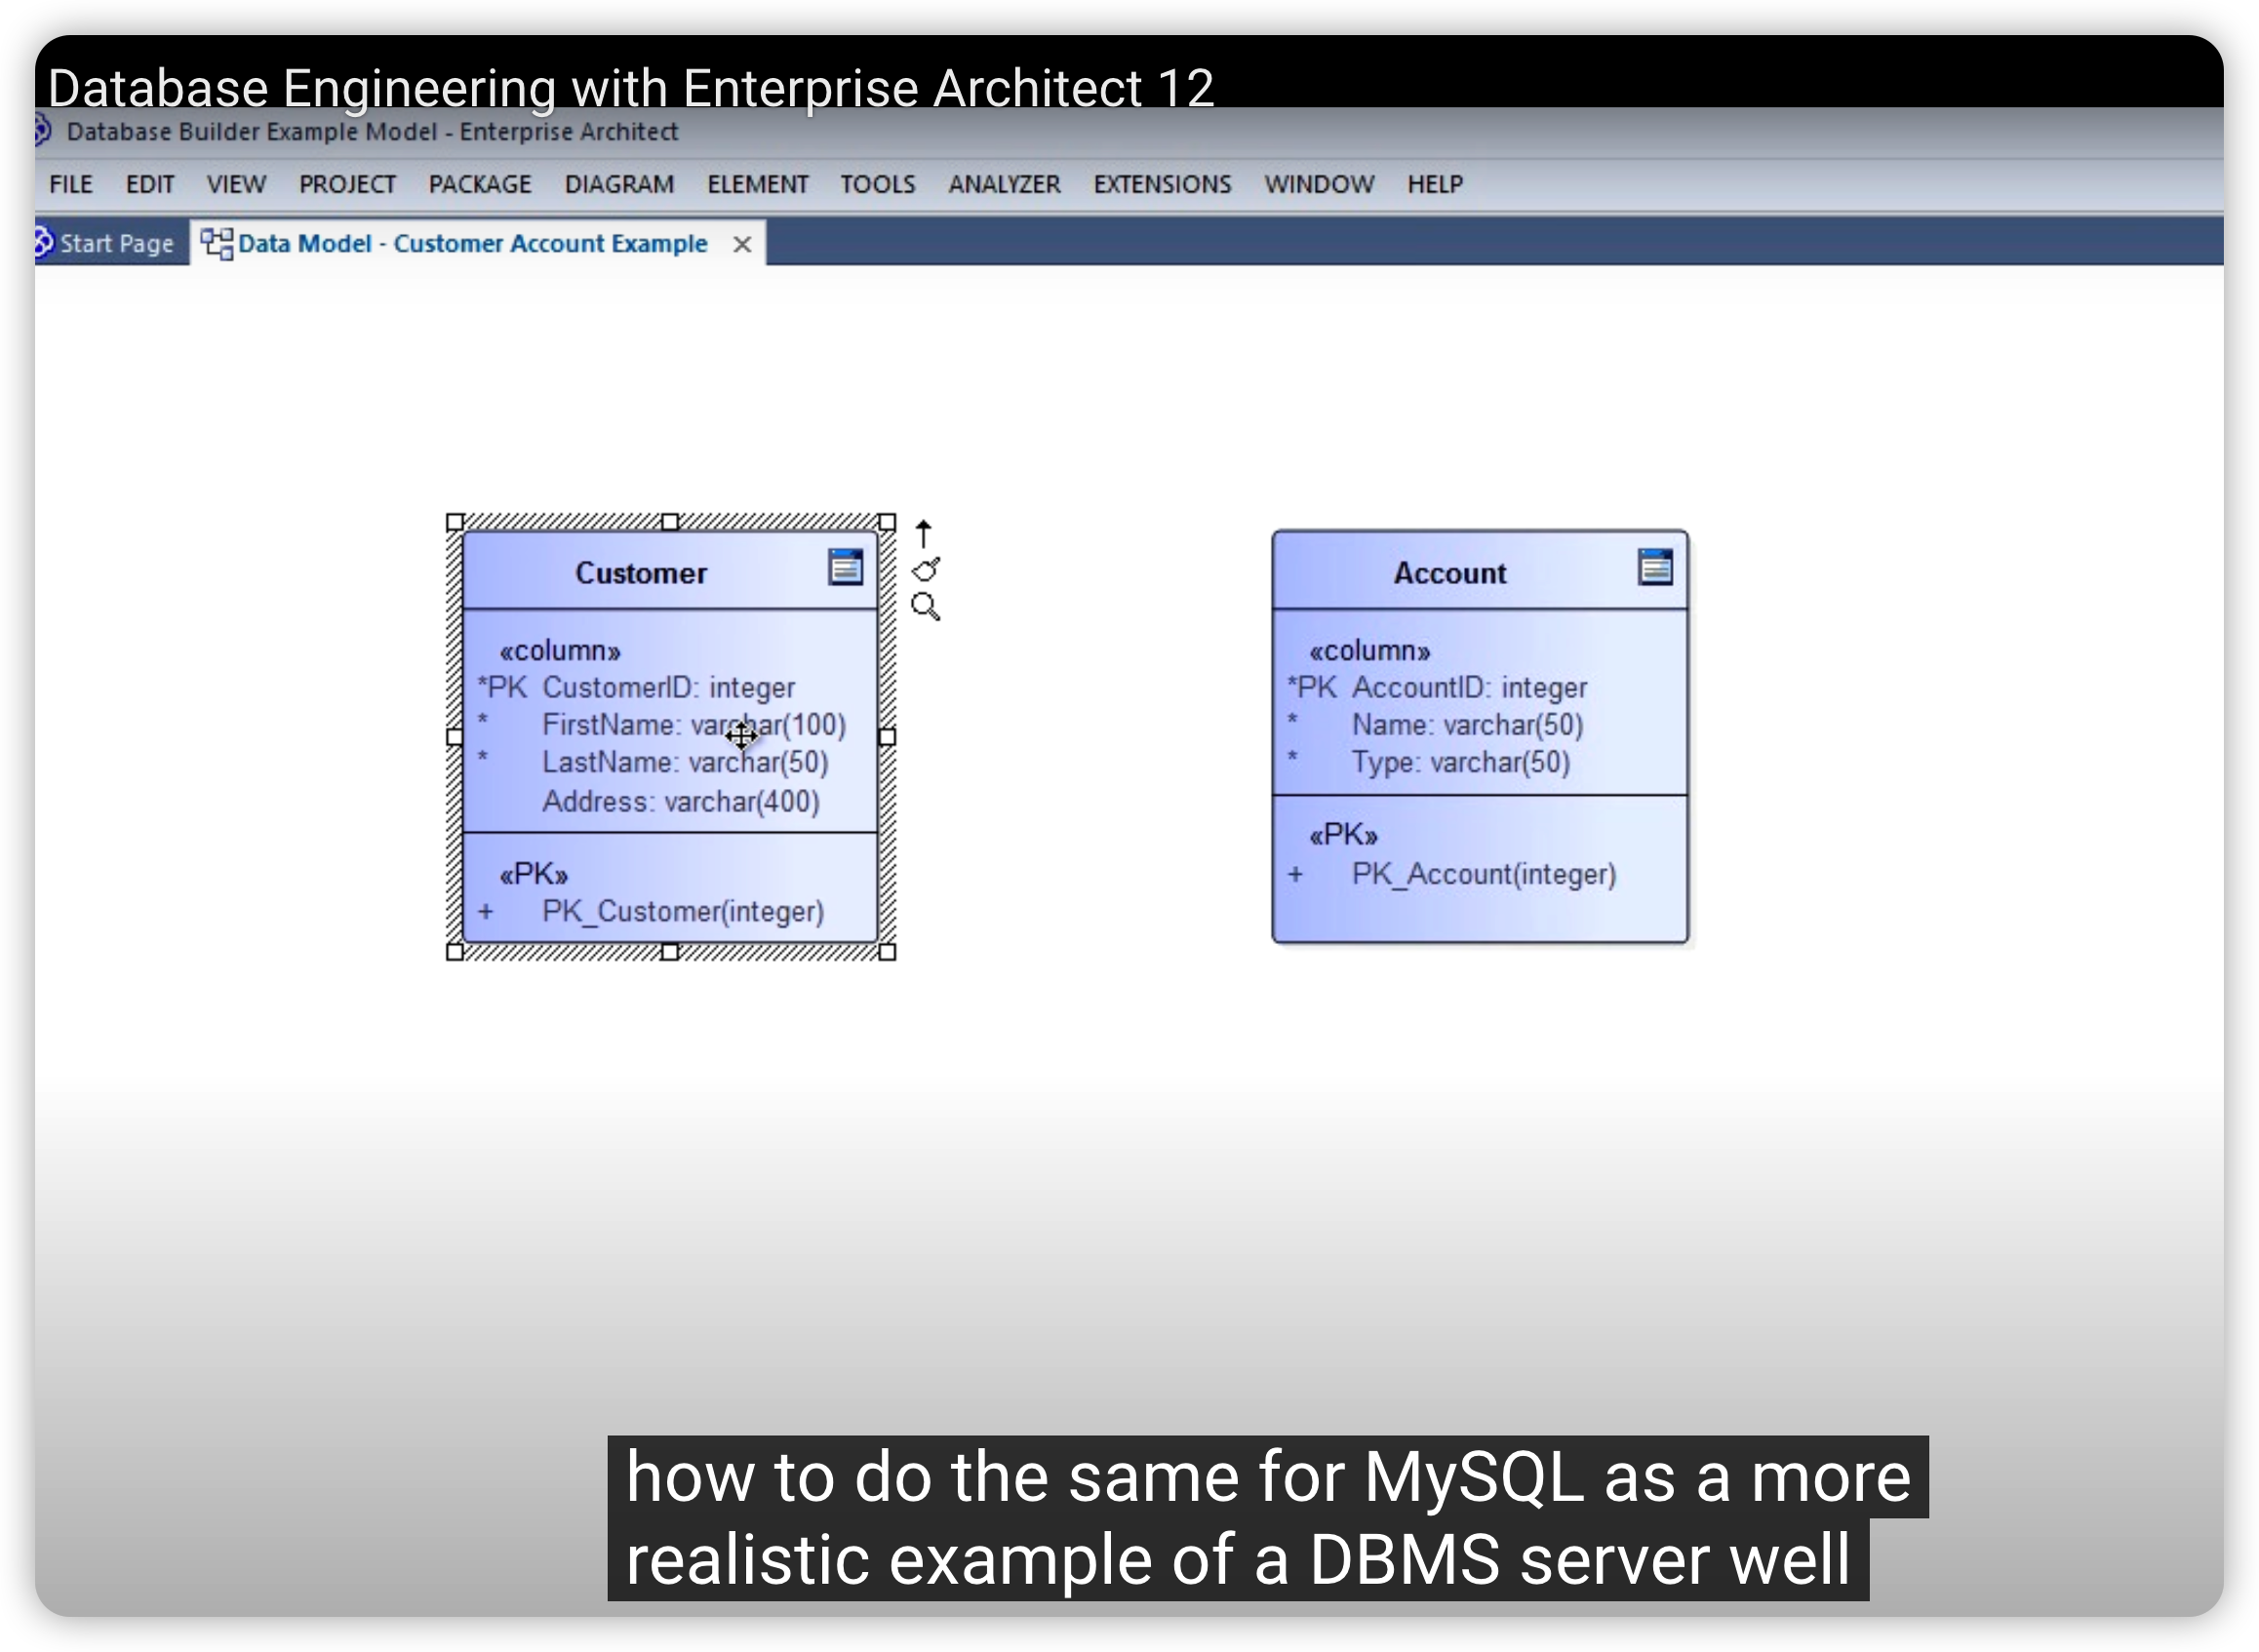 Database Engineering with Enterprise Architect 12
Database Builder Example Model - Enterprise Architect
FILE EDIT VIEW PROJECT PACKAGE DIAGRAM ELEMENT TOOLS ANALYZER EXTENSIONS WINDOW HELP
Start Page Data Model - Customer Account Example
Customer
«column»
*PK CustomerID: integer
* FirstName: varchar(100)
* LastName: varchar(50)
Address: varchar(400)
«PK»
+ PK_Customer(integer)
Account
«column»
*PK AccountID: integer
* Name: varchar(50)
* Type: varchar(50)
«PK»
+ PK_Account(integer)
how to do the same for MySQL as a more
realistic example of a DBMS server well